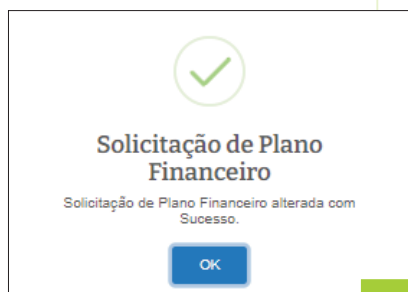 Solicitação de Plano
Financeiro
Solicitação de Plano Financeiro alterada com
Sucesso.
OK